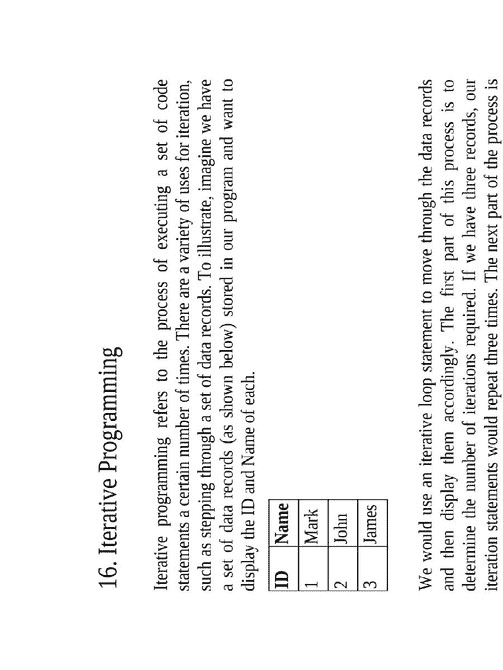 16. Iterative Programming
Iterative programming refers to the process of executing a set of code
statements a certain number of times. There are a variety of uses for iteration,
such as stepping through a set of data records. To illustrate, imagine we have
a set of data records (as shown below) stored in our program and want to
display the ID and Name of each.
ID Name
1 Mark
2 John
3 James
We would use an iterative loop statement to move through the data records
and then display them accordingly. The first part of this process is to
determine the number of iterations required. If we have three records, our
iteration statements would repeat three times. The next part of the process is